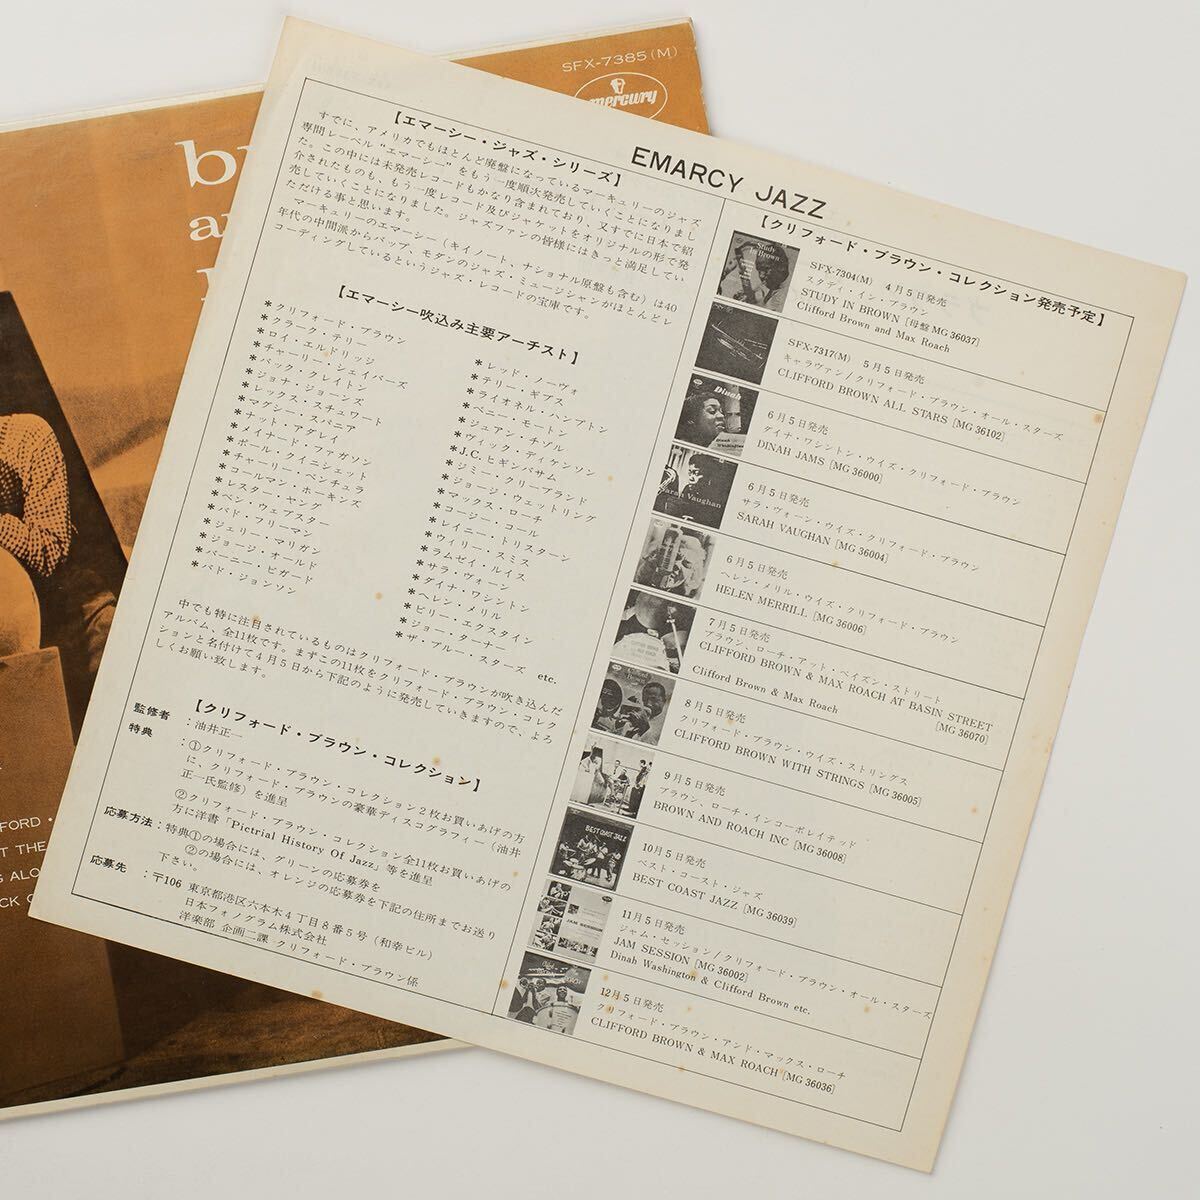 SFX-7385(M)
mercury
EMARCY JAZZ
【エマーシー・ジャズ・シリーズ】
すでに、アメリカでもほとんど廃盤になっているマーキュリーのジャズ
専門レーベル“エマーシー”をもう一度順次発売していくことになりまし
た。この中には未発売レコードもかなり含まれており、又すでに日本で紹
介されたものも、もう一度レコード及びジャケットをオリジナルの形で発
売していくことになりました。ジャズファンの皆様にはきっと満足してい
ただける事と思います。
マーキュリーのエマーシー（キイノート、ナショナル原盤も含む）は40
年代の中間派からバップ、モダンのジャズ・ミュージシャンがほとんどレ
コーディングしているというジャズ・レコードの宝庫です。
【エマーシー吹込み主要アーチスト】
*クリフォード・ブラウン
*クラーク・テリー
*ロイ・エルドリッジ
*チャーリー・シェイバーズ
*バック・クレイトン
*ジョナ・ジョーンズ
*レックス・スチュワート
*マグシー・スパニア
*ナット・アダレイ
*メイナード・ファガソン
*ポール・クイニシェット
*チャーリー・ベンチュラ
*コールマン・ホーキンズ
*レスター・ヤング
*ベン・ウェブスター
*バド・フリーマン
*ジェリー・マリガン
*ジョージ・オールド
*バーニー・ビガード
*バド・ジョンソン
*レッド・ノーヴォ
*テリー・ギブス
*ライオネル・ハンプトン
*ベニー・モートン
*ジュアン・チゾル
*ヴィック・ディケンソン
*J.C.ヒギンバサム
*ジミー・クリーブランド
*ジョージ・ウェットリング
*マックス・ローチ
*コージー・コール
*レイニー・トリスターン
*ウィリー・スミス
*ラムゼイ・ルイス
*サラ・ヴォーン
*ダイナ・ワシントン
*ヘレン・メリル
*ビリー・エクスタイン
*ジョー・ターナー
*ザ・ブルー・スターズ etc.
中でも特に注目されているものはクリフォード・ブラウンが吹き込んだ
アルバム、全11枚です。まずこの11枚をクリフォード・ブラウン・コレク
ションと名付けて4月5日から下記のように発売していきますので、よろ
しくお願い致します。
【クリフォード・ブラウン・コレクション】
監修者 ：油井正一
特典 ：①クリフォード・ブラウン・コレクション2枚お買いあげの方
に、クリフォード・ブラウンの豪華ディスコグラフィー（油井
正一氏監修）を進呈
②クリフォード・ブラウン・コレクション全11枚お買いあげの
方に洋書「Pictrial History Of Jazz」等を進呈
応募方法：特典①の場合には、グリーンの応募券を
②の場合には、オレンジの応募券を下記の住所までお送り
下さい。
応募先 ：〒106 東京都港区六本木4丁目8番5号（和幸ビル）
日本フォノグラム株式会社
洋楽部 企画二課 クリフォード・ブラウン係
【クリフォード・ブラウン・コレクション発売予定】
SFX-7304(M) 4月5日発売
スタディ・イン・ブラウン
STUDY IN BROWN [母盤 MG 36037]
Clifford Brown and Max Roach
SFX-7317(M) 5月5日発売
キャラヴァン/クリフォード・ブラウン・オール・スターズ
CLIFFORD BROWN ALL STARS [MG 36102]
6月5日発売
ダイナ・ワシントン・ウイズ・クリフォード・ブラウン
DINAH JAMS [MG 36000]
6月5日発売
サラ・ヴォーン・ウイズ・クリフォード・ブラウン
SARAH VAUGHAN [MG 36004]
6月5日発売
ヘレン・メリル・ウイズ・クリフォード・ブラウン
HELEN MERRILL [MG 36006]
7月5日発売
ブラウン、ローチ・アット・ベイズン・ストリート
CLIFFORD BROWN & MAX ROACH AT BASIN STREET
[MG 36070]
Clifford Brown & Max Roach
8月5日発売
クリフォード・ブラウン・ウイズ・ストリングス
CLIFFORD BROWN WITH STRINGS [MG 36005]
9月5日発売
ブラウン、ローチ・インコーポレイテッド
BROWN AND ROACH INC [MG 36008]
10月5日発売
ベスト・コースト・ジャズ
BEST COAST JAZZ [MG 36039]
11月5日発売
ジャム・セッション/クリフォード・ブラウン・オール・スターズ
JAM SESSION [MG 36002]
Dinah Washington & Clifford Brown etc.
12月5日発売
クリフォード・ブラウン・アンド・マックス・ローチ
CLIFFORD BROWN & MAX ROACH [MG 36036]
Study In Brown
Dinah
Sarah Vaughan
BEST COAST JAZZ
JAM SESSION